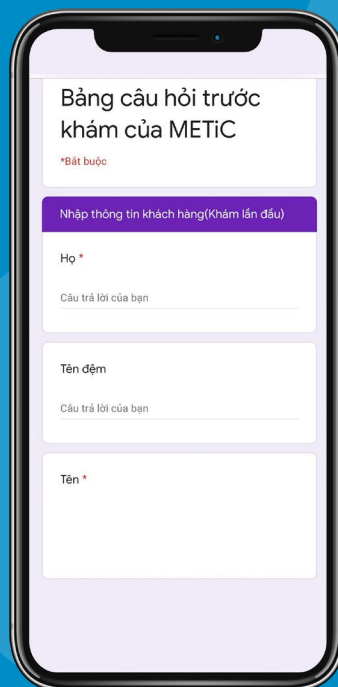 Bảng câu hỏi trước
khám của METiC
*Bắt buộc
Nhập thông tin khách hàng(Khám lần đầu)
Họ *
Câu trả lời của bạn
Tên đệm
Câu trả lời của bạn
Tên *